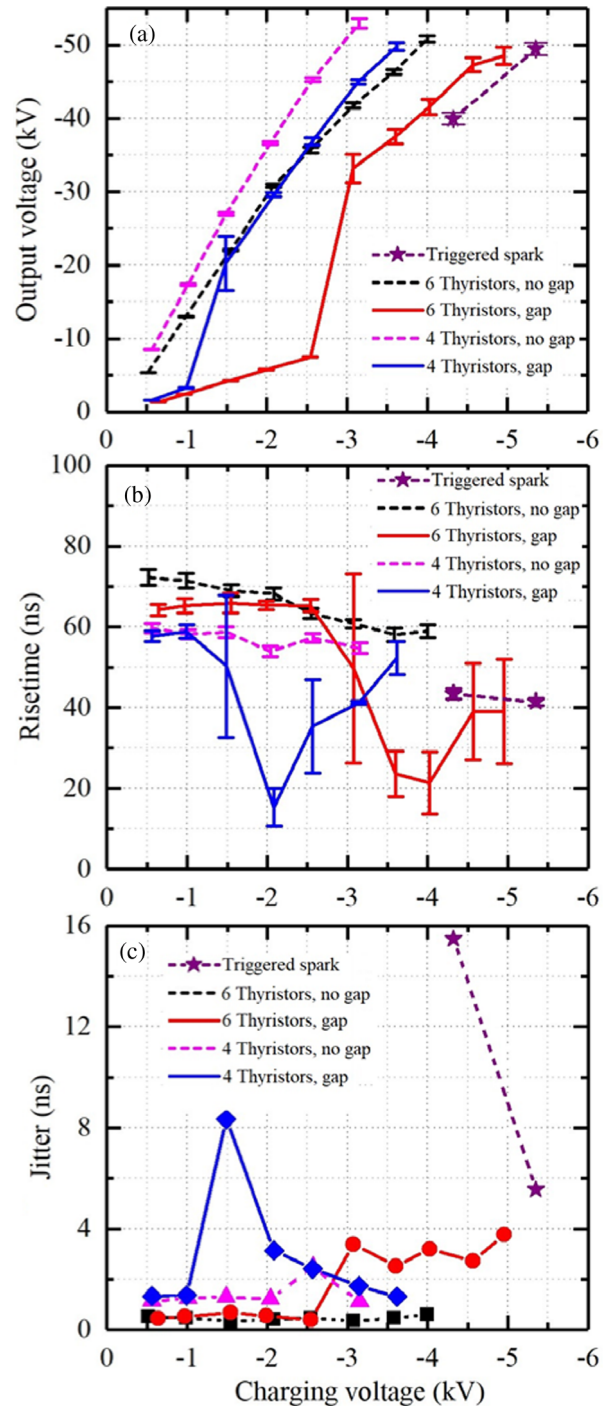 (a)
-50
-40
-30
-20
-10
0
Output voltage (kV)
Triggered spark
6 Thyristors, no gap
6 Thyristors, gap
4 Thyristors, no gap
4 Thyristors, gap
0 -1 -2 -3 -4 -5 -6
(b)
100
80
60
40
20
0
Risetime (ns)
Triggered spark
6 Thyristors, no gap
6 Thyristors, gap
4 Thyristors, no gap
4 Thyristors, gap
0 -1 -2 -3 -4 -5 -6
(c)
16
12
8
4
0
Jitter (ns)
Triggered spark
6 Thyristors, no gap
6 Thyristors, gap
4 Thyristors, no gap
4 Thyristors, gap
0 -1 -2 -3 -4 -5 -6
Charging voltage (kV)